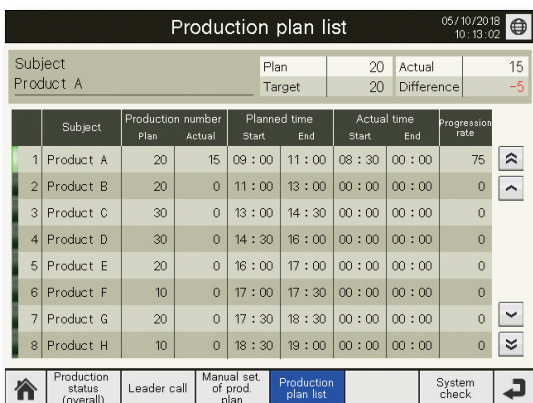 Production plan list
05/10/2018
10:13:02
Subject
Product A
Plan 20 Actual 15
Target 20 Difference -5
Subject Production number Planned time Actual time Progression rate
Plan Actual Start End Start End
1 Product A 20 15 09:00 11:00 08:30 00:00 75
2 Product B 20 0 11:00 13:00 00:00 00:00 0
3 Product C 30 0 13:00 14:30 00:00 00:00 0
4 Product D 30 0 14:30 16:00 00:00 00:00 0
5 Product E 20 0 16:00 17:00 00:00 00:00 0
6 Product F 10 0 17:00 17:30 00:00 00:00 0
7 Product G 20 0 17:30 18:30 00:00 00:00 0
8 Product H 10 0 18:30 19:00 00:00 00:00 0
Production status (overall)
Leader call
Manual set. of prod. plan
Production plan list
System check